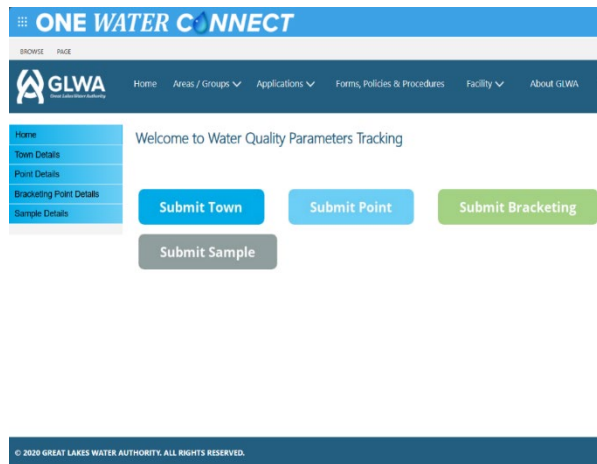 ONE WATER CONNECT
BROWSE PAGE
GLWA
Great Lakes Water Authority
Home Areas / Groups Applications Forms, Policies & Procedures Facility About GLWA
Home
Town Details
Point Details
Bracketing Point Details
Sample Details
Welcome to Water Quality Parameters Tracking
Submit Town Submit Point Submit Bracketing
Submit Sample
© 2020 GREAT LAKES WATER AUTHORITY. ALL RIGHTS RESERVED.